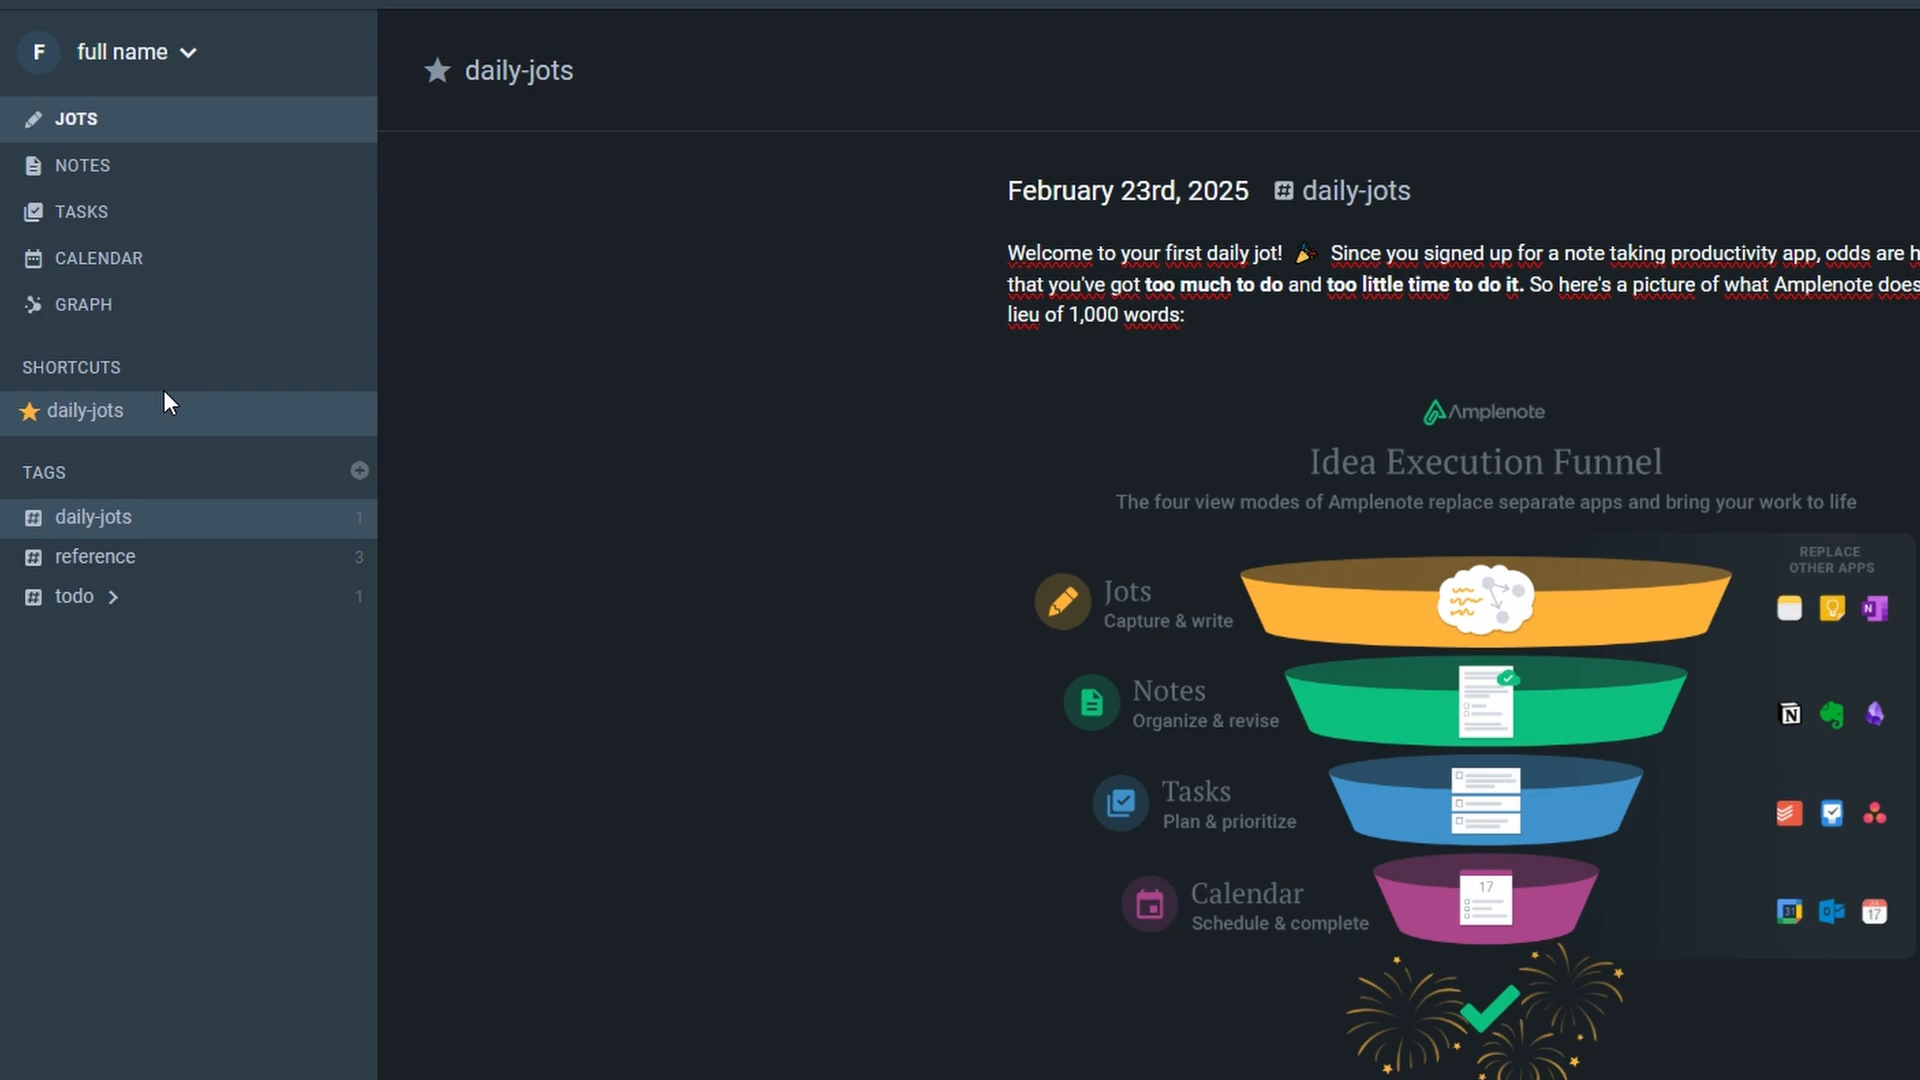 F full name
JOTS
NOTES
TASKS
CALENDAR
GRAPH
SHORTCUTS
daily-jots
TAGS
daily-jots 1
reference 3
todo 1
daily-jots
February 23rd, 2025 daily-jots
Welcome to your first daily jot! 🎉 Since you signed up for a note taking productivity app, odds are h
that you've got too much to do and too little time to do it. So here's a picture of what Amplenote does
lieu of 1,000 words:
Amplenote
Idea Execution Funnel
The four view modes of Amplenote replace separate apps and bring your work to life
REPLACE
OTHER APPS
Jots
Capture & write
N
Notes
Organize & revise
N
Tasks
Plan & prioritize
Calendar
Schedule & complete
17
31
O
17